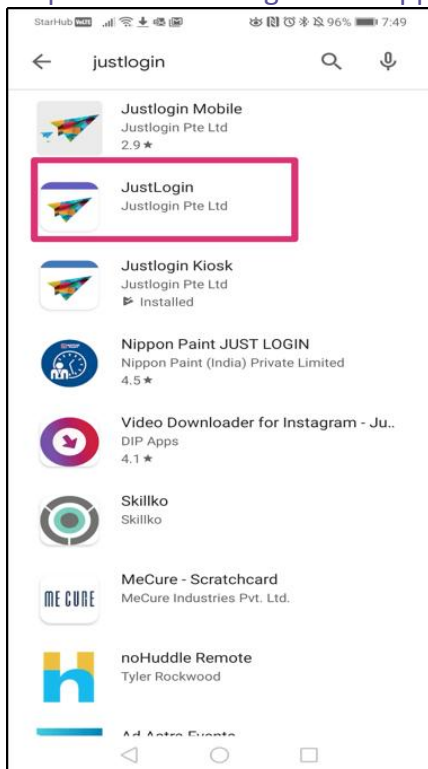 StarHub VoLTE 96% 7:49
justlogin
Justlogin Mobile
Justlogin Pte Ltd
2.9 ★
JustLogin
Justlogin Pte Ltd
Justlogin Kiosk
Justlogin Pte Ltd
Installed
Nippon Paint JUST LOGIN
Nippon Paint (India) Private Limited
4.5 ★
Video Downloader for Instagram - Ju..
DIP Apps
4.1 ★
Skillko
Skillko
ME CURE
MeCure - Scratchcard
MeCure Industries Pvt. Ltd.
noHuddle Remote
Tyler Rockwood